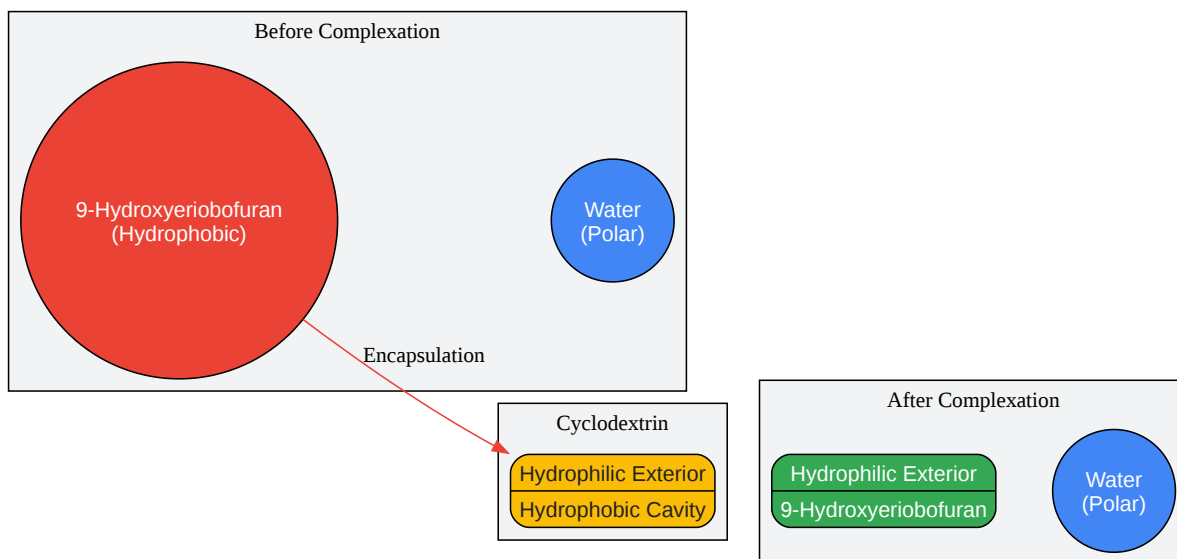 Before Complexation
9-Hydroxyeriobofuran
(Hydrophobic)
Water
(Polar)
Encapsulation
Cyclodextrin
Hydrophilic Exterior
Hydrophobic Cavity
After Complexation
Hydrophilic Exterior
9-Hydroxyeriobofuran
Water
(Polar)